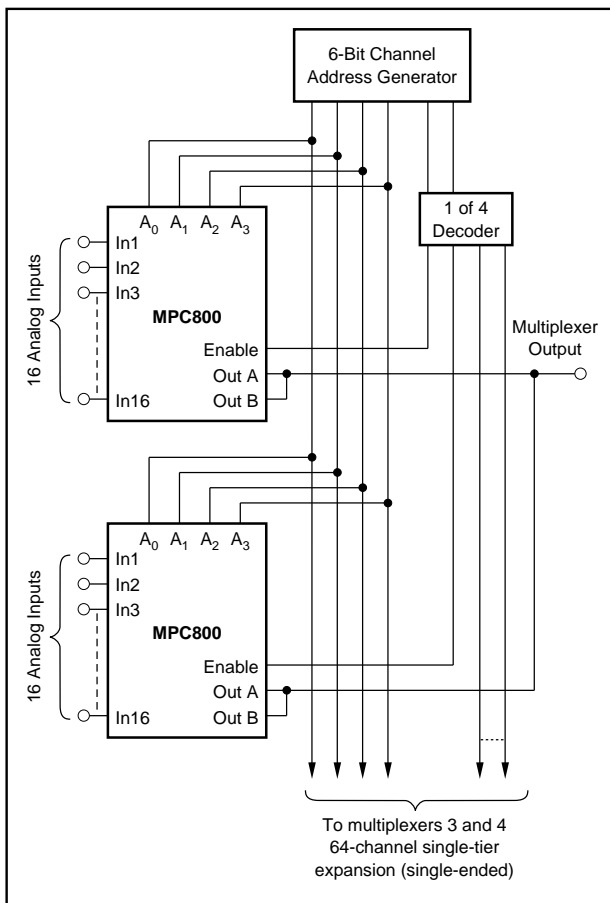 6-Bit Channel
Address Generator
A0 A1 A2 A3
1 of 4
Decoder
16 Analog Inputs
In1
In2
In3
MPC800
Enable
Out A
Out B
In16
Multiplexer
Output
A0 A1 A2 A3
16 Analog Inputs
In1
In2
In3
MPC800
Enable
Out A
Out B
In16
To multiplexers 3 and 4
64-channel single-tier
expansion (single-ended)